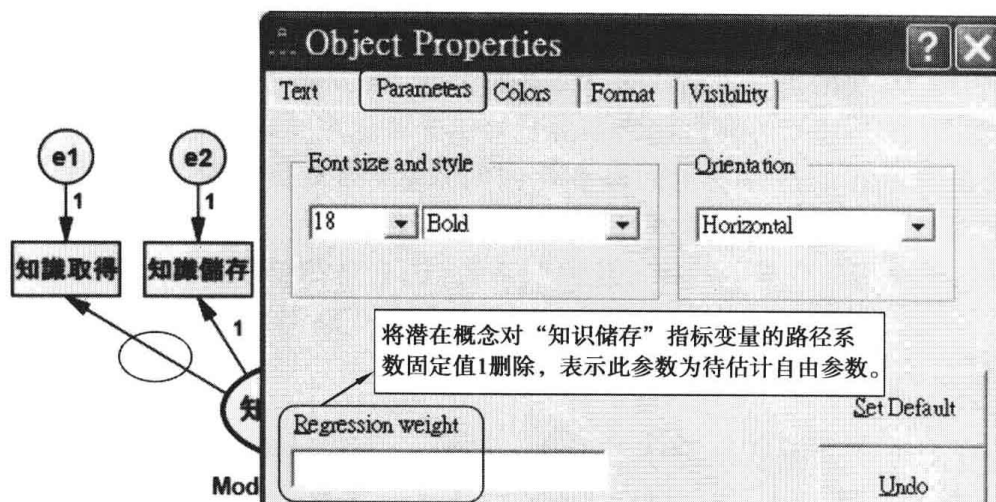 Object Properties
Text Parameters Colors Format Visibility
e1 e2
1 1
Font size and style
Orientation
18 Bold
Horizontal
知識取得 知識儲存
1
将潜在概念对“知识储存”指标变量的路径系
数固定值1删除，表示此参数为待估计自由参数。
知
Set Default
Regression weight
Mod
Undo